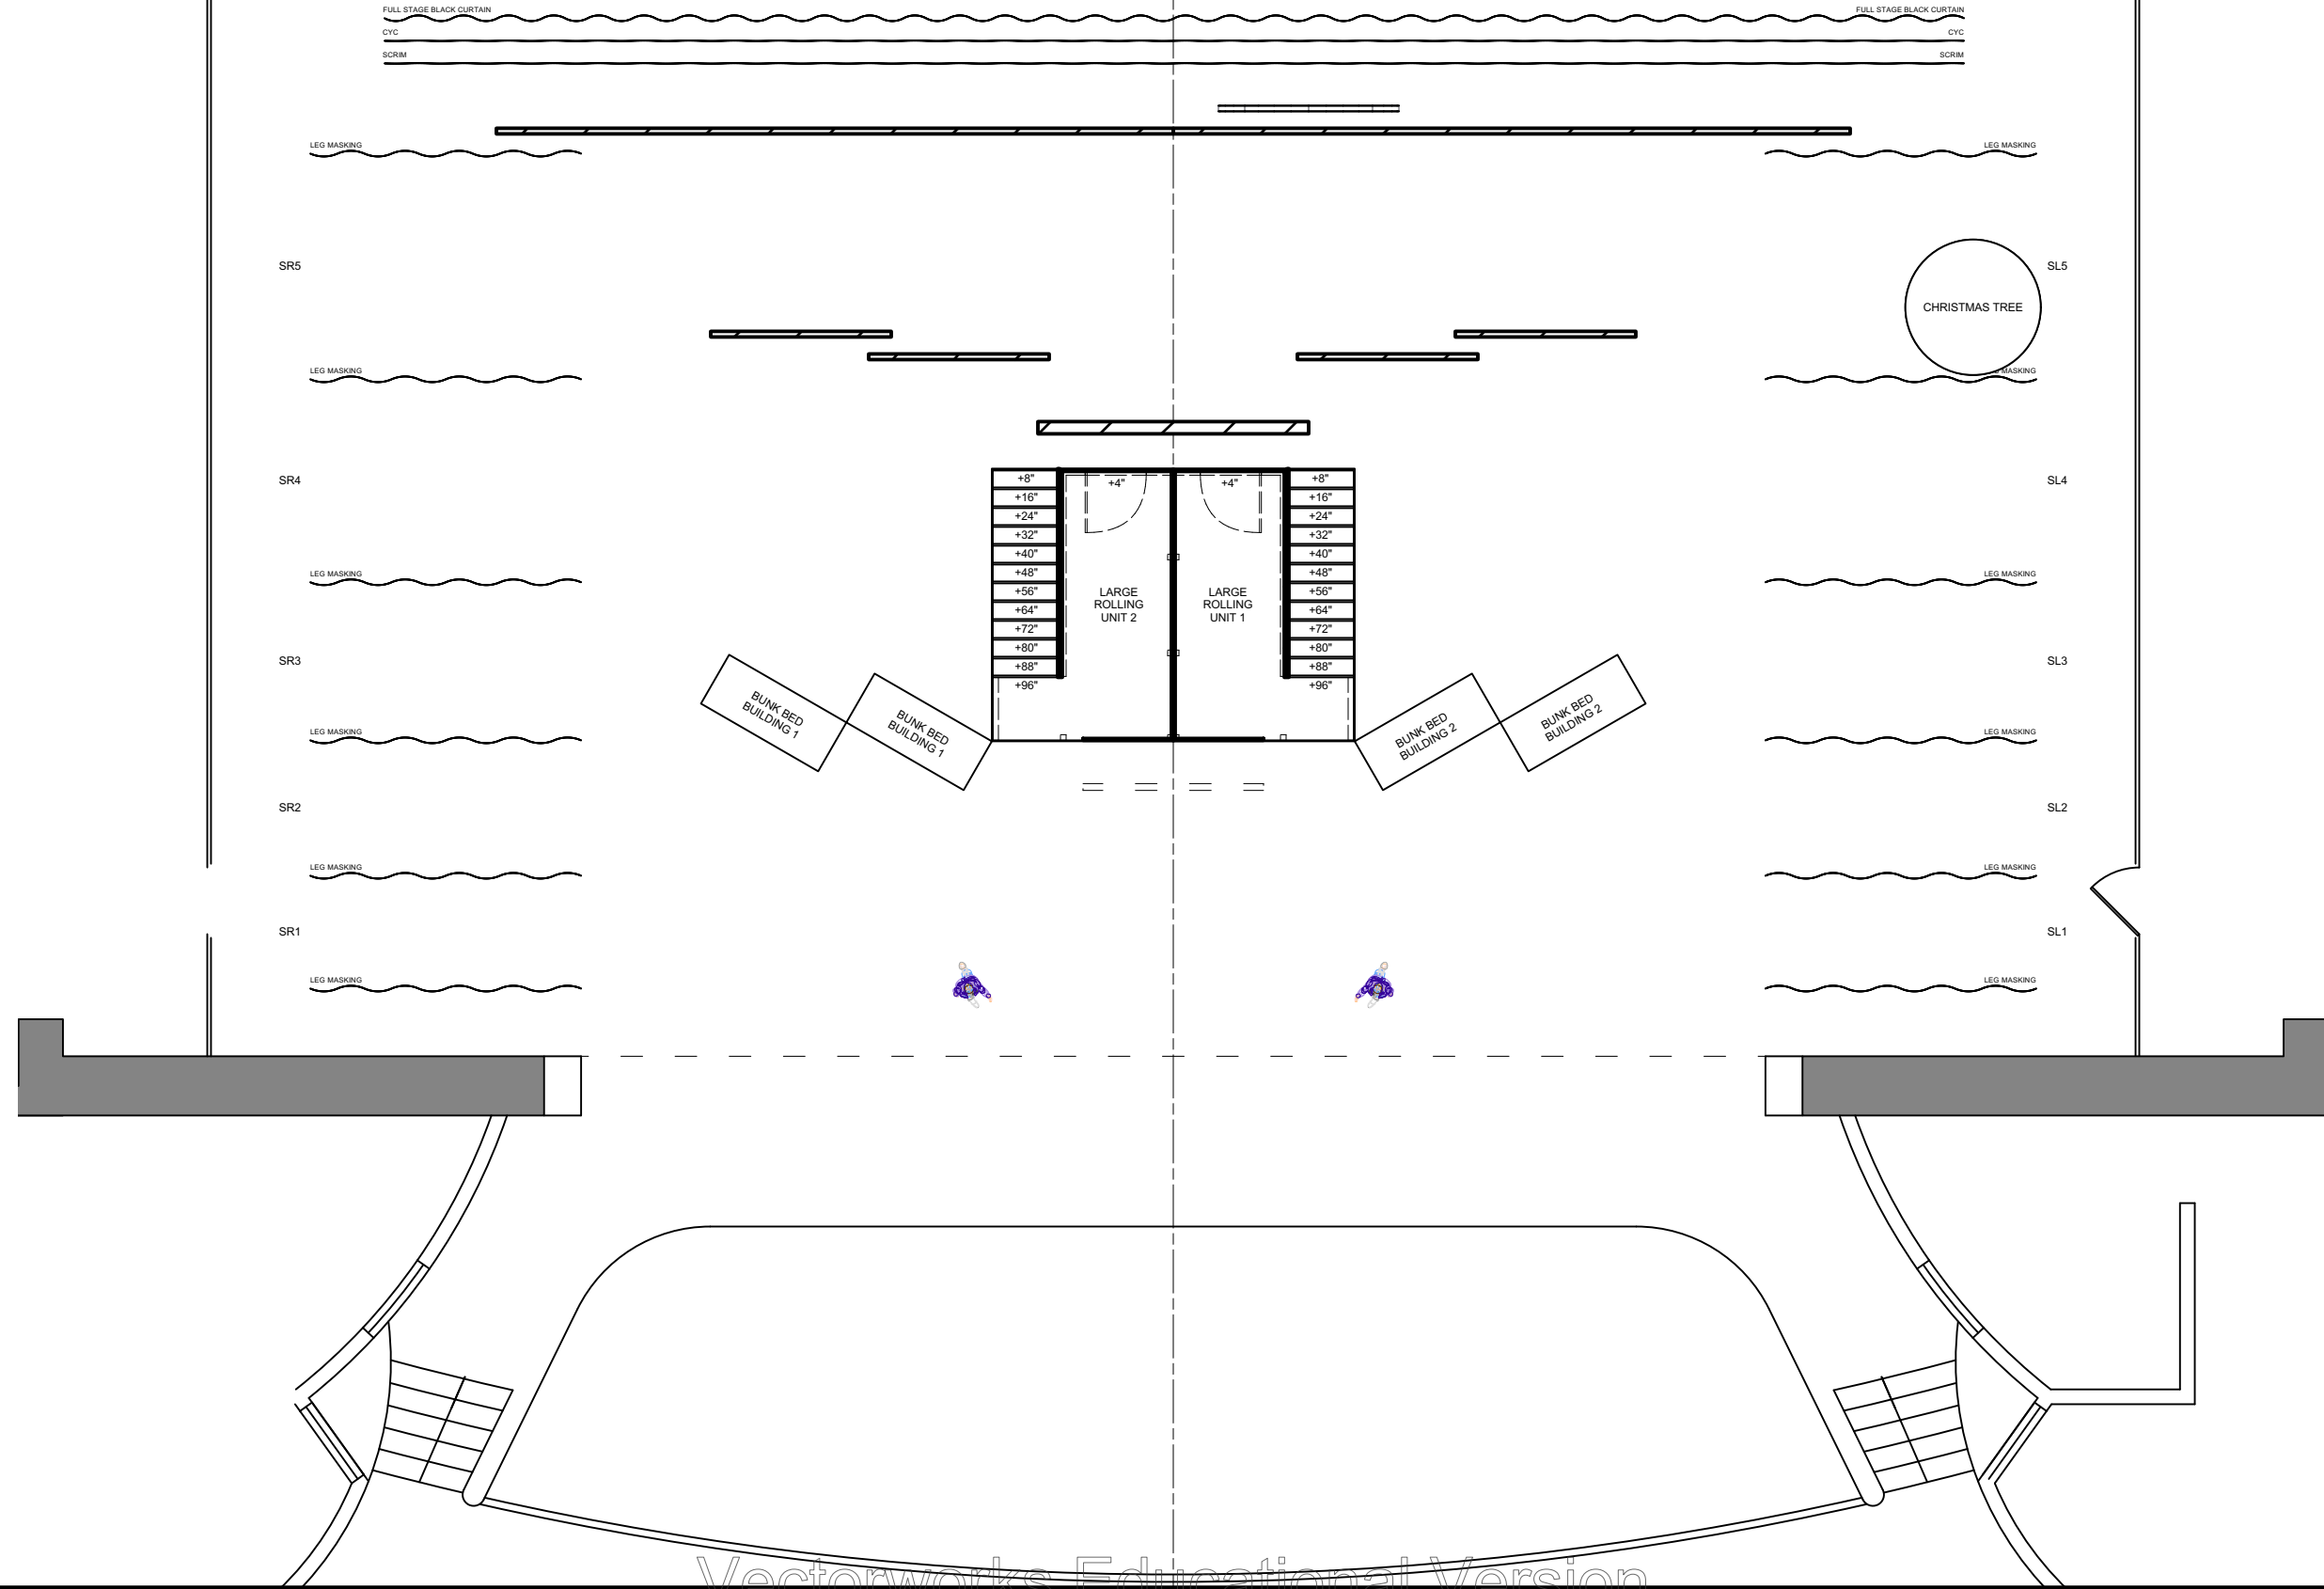 FULL STAGE BLACK CURTAIN
FULL STAGE BLACK CURTAIN
CYC
CYC
SCRIM
SCRIM
LEG MASKING
LEG MASKING
SR5
SL5
CHRISTMAS TREE
LEG MASKING
MASKING
SR4
+8"
+4"
+4"
+8"
SL4
+16"
+16"
+24"
+24"
+32"
+32"
+40"
+40"
+48"
+48"
+56"
+56"
+64"
+64"
+72"
+72"
+80"
+80"
+88"
+88"
+96"
+96"
LARGE
ROLLING
UNIT 2
LARGE
ROLLING
UNIT 1
LEG MASKING
LEG MASKING
SR3
SL3
BUNK BED
BUILDING 1
BUNK BED
BUILDING 1
BUNK BED
BUILDING 2
BUNK BED
BUILDING 2
LEG MASKING
LEG MASKING
SR2
SL2
LEG MASKING
LEG MASKING
SR1
SL1
LEG MASKING
LEG MASKING
Vectorworks Educational Version